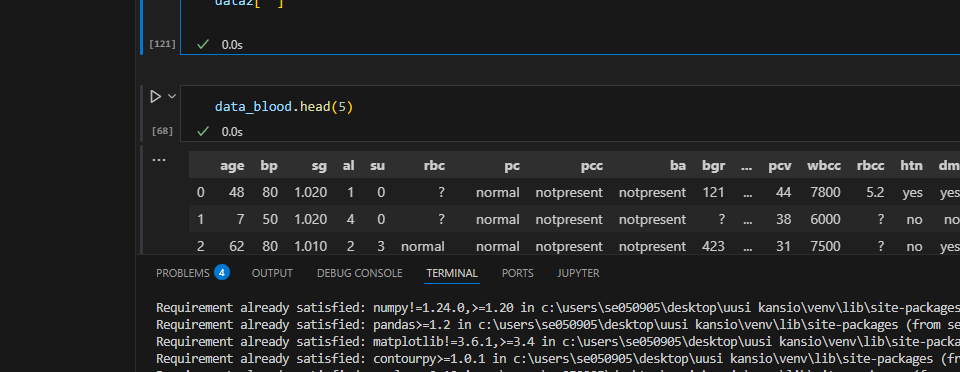 data2[" "]
[121] 0.0s
data_blood.head(5)
[68] 0.0s
... age bp sg al su rbc pc pcc ba bgr ... pcv wbcc rbcc htn dm
0 48 80 1.020 1 0 ? normal notpresent notpresent 121 ... 44 7800 5.2 yes yes
1 7 50 1.020 4 0 ? normal notpresent notpresent ? ... 38 6000 ? no no
2 62 80 1.010 2 3 normal normal notpresent notpresent 423 ... 31 7500 ? no yes
PROBLEMS 4 OUTPUT DEBUG CONSOLE TERMINAL PORTS JUPYTER
Requirement already satisfied: numpy!=1.24.0,>=1.20 in c:\users\se050905\desktop\uusi kansio\venv\lib\site-packages
Requirement already satisfied: pandas>=1.2 in c:\users\se050905\desktop\uusi kansio\venv\lib\site-packages (from se
Requirement already satisfied: matplotlib!=3.6.1,>=3.4 in c:\users\se050905\desktop\uusi kansio\venv\lib\site-packa
Requirement already satisfied: contourpy>=1.0.1 in c:\users\se050905\desktop\uusi kansio\venv\lib\site-packages (fr